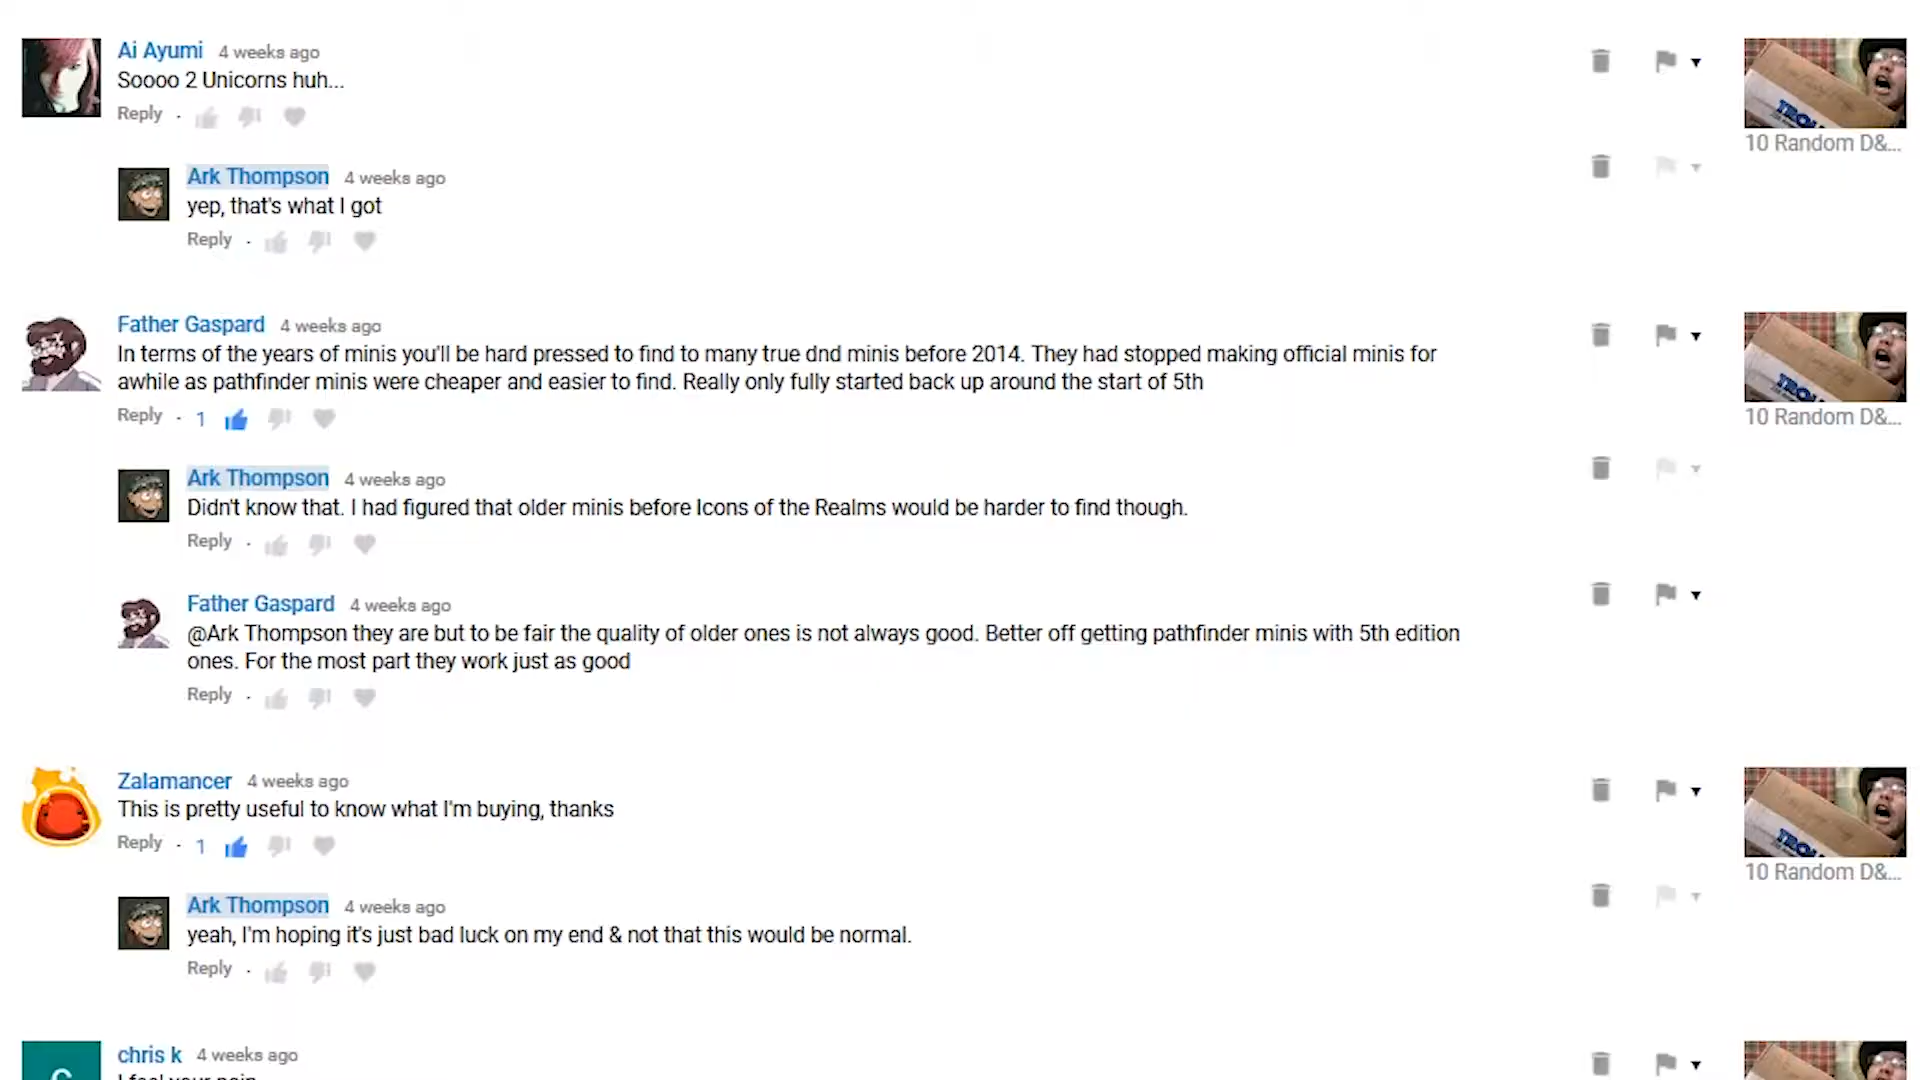 Ai Ayumi 4 weeks ago
Soooo 2 Unicorns huh...
Reply
10 Random D&...
Ark Thompson 4 weeks ago
yep, that's what I got
Reply
Father Gaspard 4 weeks ago
In terms of the years of minis you'll be hard pressed to find to many true dnd minis before 2014. They had stopped making official minis for
awhile as pathfinder minis were cheaper and easier to find. Really only fully started back up around the start of 5th
Reply · 1
10 Random D&...
Ark Thompson 4 weeks ago
Didn't know that. I had figured that older minis before Icons of the Realms would be harder to find though.
Reply
Father Gaspard 4 weeks ago
@Ark Thompson they are but to be fair the quality of older ones is not always good. Better off getting pathfinder minis with 5th edition
ones. For the most part they work just as good
Reply
Zalamancer 4 weeks ago
This is pretty useful to know what I'm buying, thanks
Reply · 1
10 Random D&...
Ark Thompson 4 weeks ago
yeah, I'm hoping it's just bad luck on my end & not that this would be normal.
Reply
chris k 4 weeks ago
I feel your pain